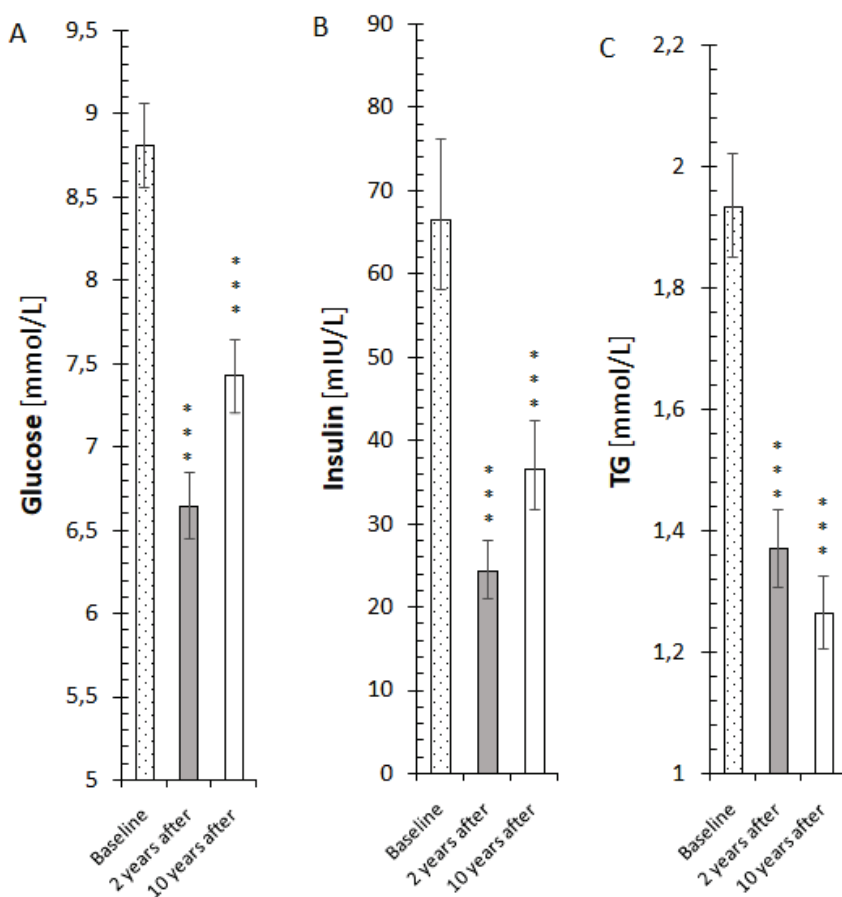 A
Glucose [mmol/L]
9,5
9
8,5
8
7,5
7
6,5
6
5,5
5
***
***
Baseline
2 years after
10 years after
B
Insulin [mIU/L]
90
80
70
60
50
40
30
20
10
0
***
***
Baseline
2 years after
10 years after
C
TG [mmol/L]
2,2
2
1,8
1,6
1,4
1,2
1
***
***
Baseline
2 years after
10 years after